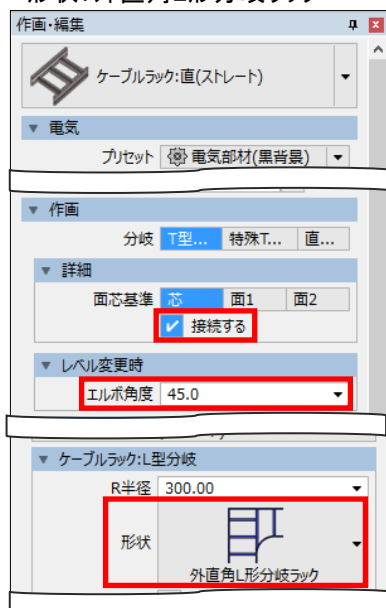 作画・編集
ケーブルラック:直(ストレート)
電気
プリセット 電気部材(黒背景)
作画
分岐 T型... 特殊T... 直...
詳細
面芯基準 芯 面1 面2
接続する
レベル変更時
エルボ角度 45.0
ケーブルラック:L型分岐
R半径 300.00
形状
外直角L形分岐ラック